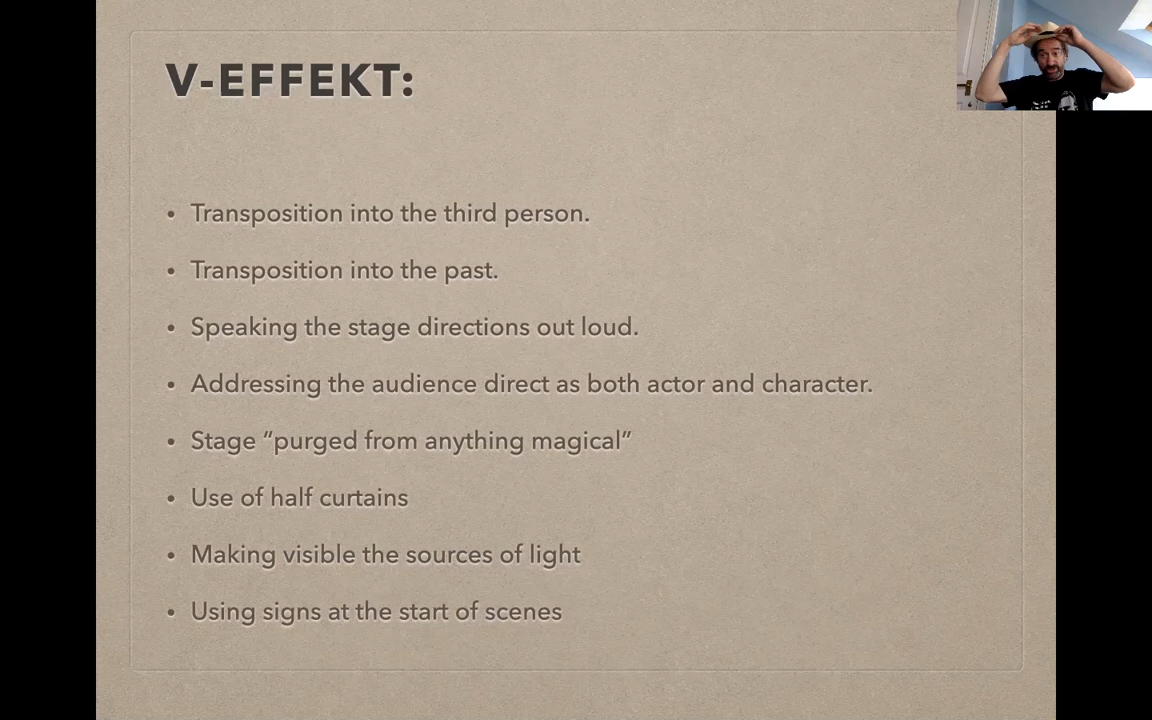 V-EFFEKT:
• Transposition into the third person.
• Transposition into the past.
• Speaking the stage directions out loud.
• Addressing the audience direct as both actor and character.
• Stage “purged from anything magical”
• Use of half curtains
• Making visible the sources of light
• Using signs at the start of scenes